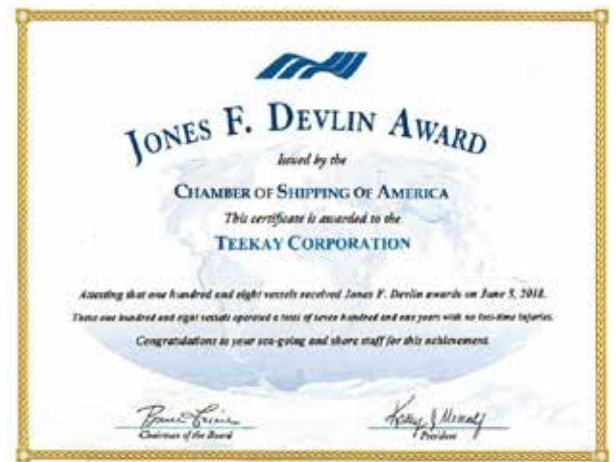 JONES F. DEVLIN AWARD
Issued by the
CHAMBER OF SHIPPING OF AMERICA
This certificate is awarded to the
TEEKAY CORPORATION
Attesting that one hundred and eight vessels received Jones F. Devlin awards on June 5, 2018.
These one hundred and eight vessels operated a total of seven hundred and one years with no lost-time injuries.
Congratulations to your sea-going and shore staff for this achievement.
Chairman of the Board
President